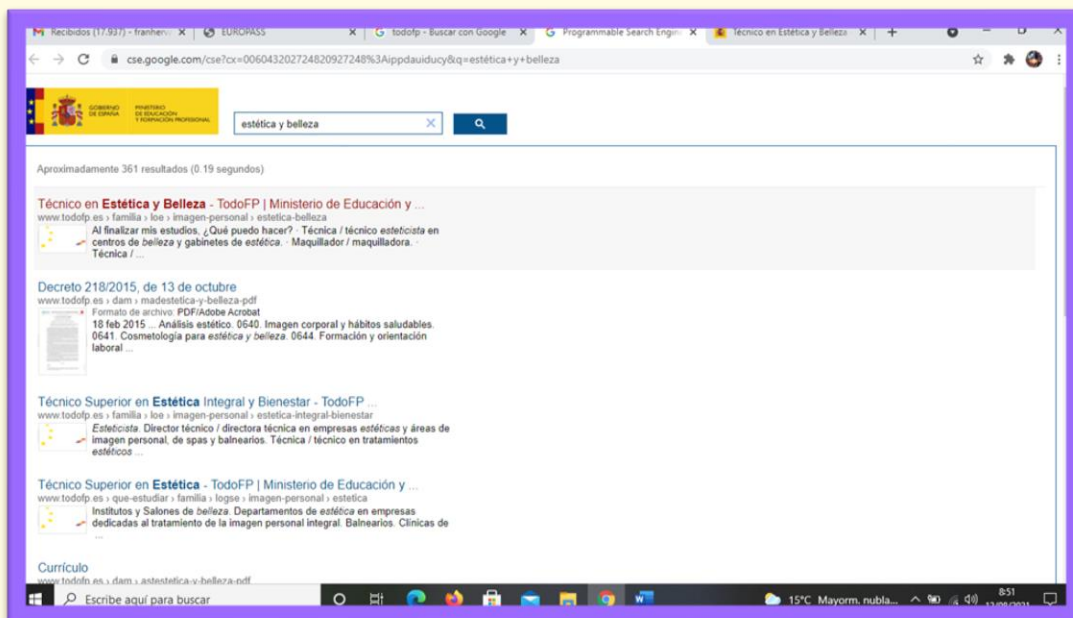 Recibidos (17.937) - franherv
EUROPASS
todofp - Buscar con Google
Programmable Search Engin
Técnico en Estética y Belleza
cse.google.com/cse?cx=006043202724820927248%3Aippdauiducy&q=estética+y+belleza
GOBIERNO DE ESPAÑA
MINISTERIO DE EDUCACIÓN Y FORMACIÓN PROFESIONAL
estética y belleza
Aproximadamente 361 resultados (0.19 segundos)
Técnico en Estética y Belleza - TodoFP | Ministerio de Educación y ...
www.todofp.es › familia › loe › imagen-personal › estetica-belleza
Al finalizar mis estudios, ¿Qué puedo hacer? · Técnica / técnico esteticista en
centros de belleza y gabinetes de estética. · Maquillador / maquilladora. ·
Técnica / ...
Decreto 218/2015, de 13 de octubre
www.todofp.es › dam › madestetica-y-belleza-pdf
Formato de archivo: PDF/Adobe Acrobat
18 feb 2015 ... Análisis estético. 0640. Imagen corporal y hábitos saludables.
0641. Cosmetología para estética y belleza. 0644. Formación y orientación
laboral ...
Técnico Superior en Estética Integral y Bienestar - TodoFP ...
www.todofp.es › familia › loe › imagen-personal › estetica-integral-bienestar
Esteticista. Director técnico / directora técnica en empresas estéticas y áreas de
imagen personal, de spas y balnearios. Técnica / técnico en tratamientos
estéticos ...
Técnico Superior en Estética - TodoFP | Ministerio de Educación y ...
www.todofp.es › que-estudiar › familia › logse › imagen-personal › estetica
Institutos y Salones de belleza. Departamentos de estética en empresas
dedicadas al tratamiento de la imagen personal integral. Balnearios. Clínicas de
...
Currículo
www.todofp.es › dam › astestetica-y-belleza-pdf
Escribe aquí para buscar
15°C Mayorm. nubla...
8:51